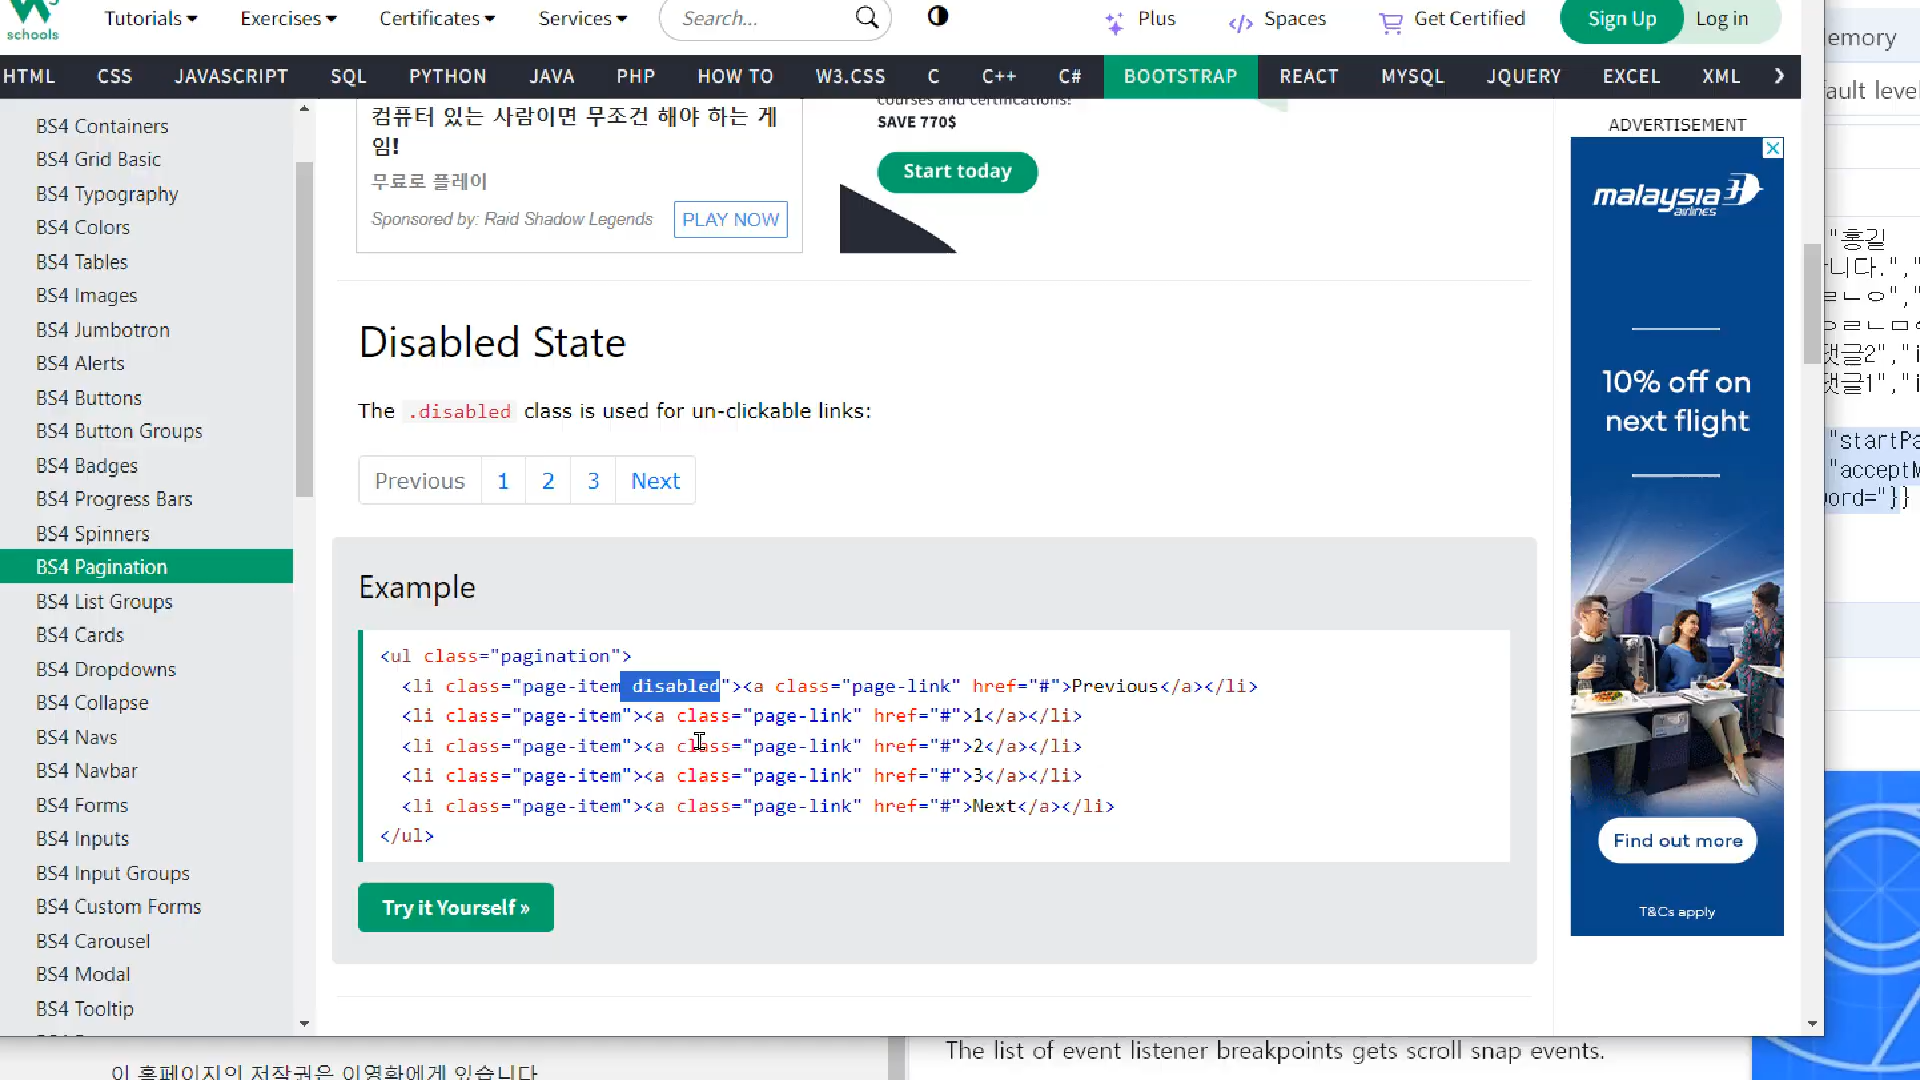 schools
Tutorials
Exercises
Certificates
Services
Search...
Plus
Spaces
Get Certified
Sign Up
Log in
HTML
CSS
JAVASCRIPT
SQL
PYTHON
JAVA
PHP
HOW TO
W3.CSS
C
C++
C#
BOOTSTRAP
REACT
MYSQL
JQUERY
EXCEL
XML
BS4 Containers
BS4 Grid Basic
BS4 Typography
BS4 Colors
BS4 Tables
BS4 Images
BS4 Jumbotron
BS4 Alerts
BS4 Buttons
BS4 Button Groups
BS4 Badges
BS4 Progress Bars
BS4 Spinners
BS4 Pagination
BS4 List Groups
BS4 Cards
BS4 Dropdowns
BS4 Collapse
BS4 Navs
BS4 Navbar
BS4 Forms
BS4 Inputs
BS4 Input Groups
BS4 Custom Forms
BS4 Carousel
BS4 Modal
BS4 Tooltip
컴퓨터 있는 사람이면 무조건 해야 하는 게
임!
무료로 플레이
Sponsored by: Raid Shadow Legends
PLAY NOW
courses and certifications!
SAVE 770$
Start today
Disabled State
The .disabled class is used for un-clickable links:
Previous 1 2 3 Next
Example
<ul class="pagination">
<li class="page-item disabled"><a class="page-link" href="#">Previous</a></li>
<li class="page-item"><a class="page-link" href="#">1</a></li>
<li class="page-item"><a class="page-link" href="#">2</a></li>
<li class="page-item"><a class="page-link" href="#">3</a></li>
<li class="page-item"><a class="page-link" href="#">Next</a></li>
</ul>
Try it Yourself »
ADVERTISEMENT
malaysia
airlines
10% off on
next flight
Find out more
T&Cs apply
emory
ault level
"홍길
니다.","
ㄹㄴㅇ","
댓글2","i
댓글1","i
"startPa
"acceptM
ord="}}
이 홈페이지의 저작권은 이영환에게 있습니다
The list of event listener breakpoints gets scroll snap events.